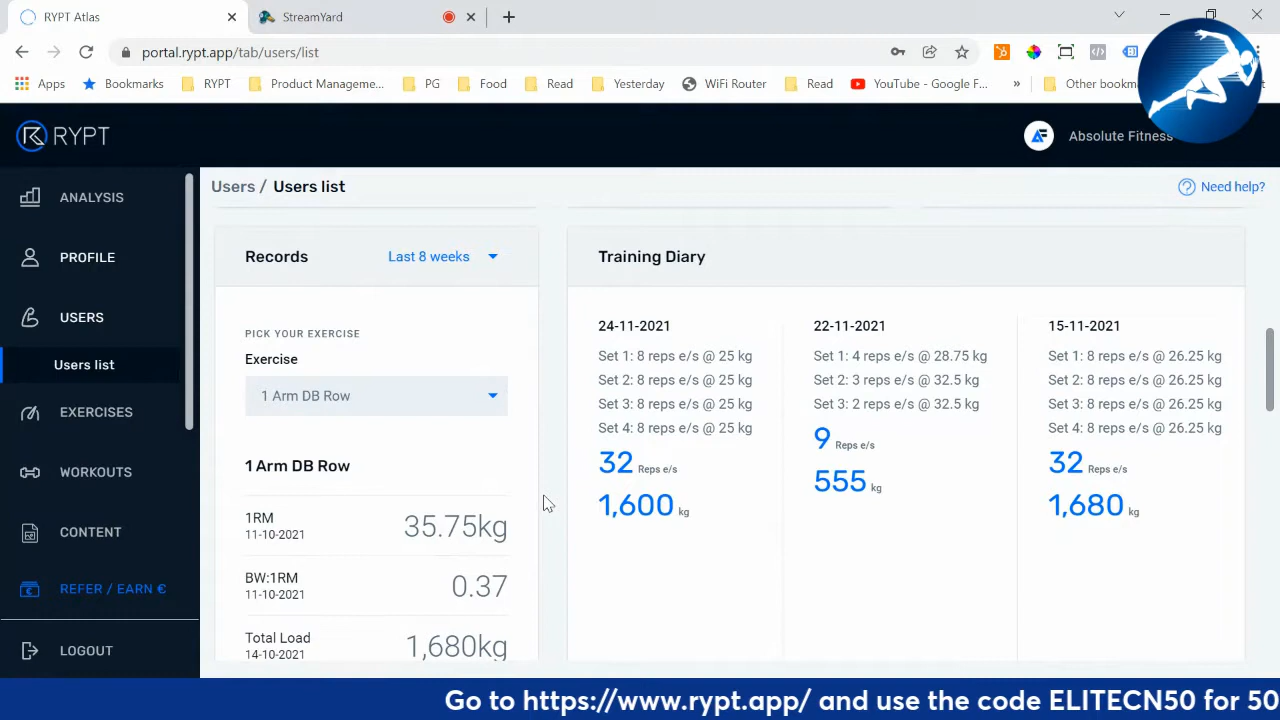 RYPT Atlas
StreamYard
portal.rypt.app/tab/users/list
Apps
Bookmarks
RYPT
Product Manageme...
PG
Food
Read
Yesterday
WiFi Router
Read
YouTube - Google F...
»
Other bookm
RYPT
Absolute Fitness
ANALYSIS
PROFILE
USERS
Users list
EXERCISES
WORKOUTS
CONTENT
REFER / EARN €
LOGOUT
Users / Users list
Need help?
Records
Last 8 weeks
PICK YOUR EXERCISE
Exercise
1 Arm DB Row
1 Arm DB Row
1RM
11-10-2021
35.75kg
BW:1RM
11-10-2021
0.37
Total Load
14-10-2021
1,680kg
Training Diary
24-11-2021
Set 1: 8 reps e/s @ 25 kg
Set 2: 8 reps e/s @ 25 kg
Set 3: 8 reps e/s @ 25 kg
Set 4: 8 reps e/s @ 25 kg
32 Reps e/s
1,600 kg
22-11-2021
Set 1: 4 reps e/s @ 28.75 kg
Set 2: 3 reps e/s @ 32.5 kg
Set 3: 2 reps e/s @ 32.5 kg
9 Reps e/s
555 kg
15-11-2021
Set 1: 8 reps e/s @ 26.25 kg
Set 2: 8 reps e/s @ 26.25 kg
Set 3: 8 reps e/s @ 26.25 kg
Set 4: 8 reps e/s @ 26.25 kg
32 Reps e/s
1,680 kg
Go to https://www.rypt.app/ and use the code ELITECN50 for 50